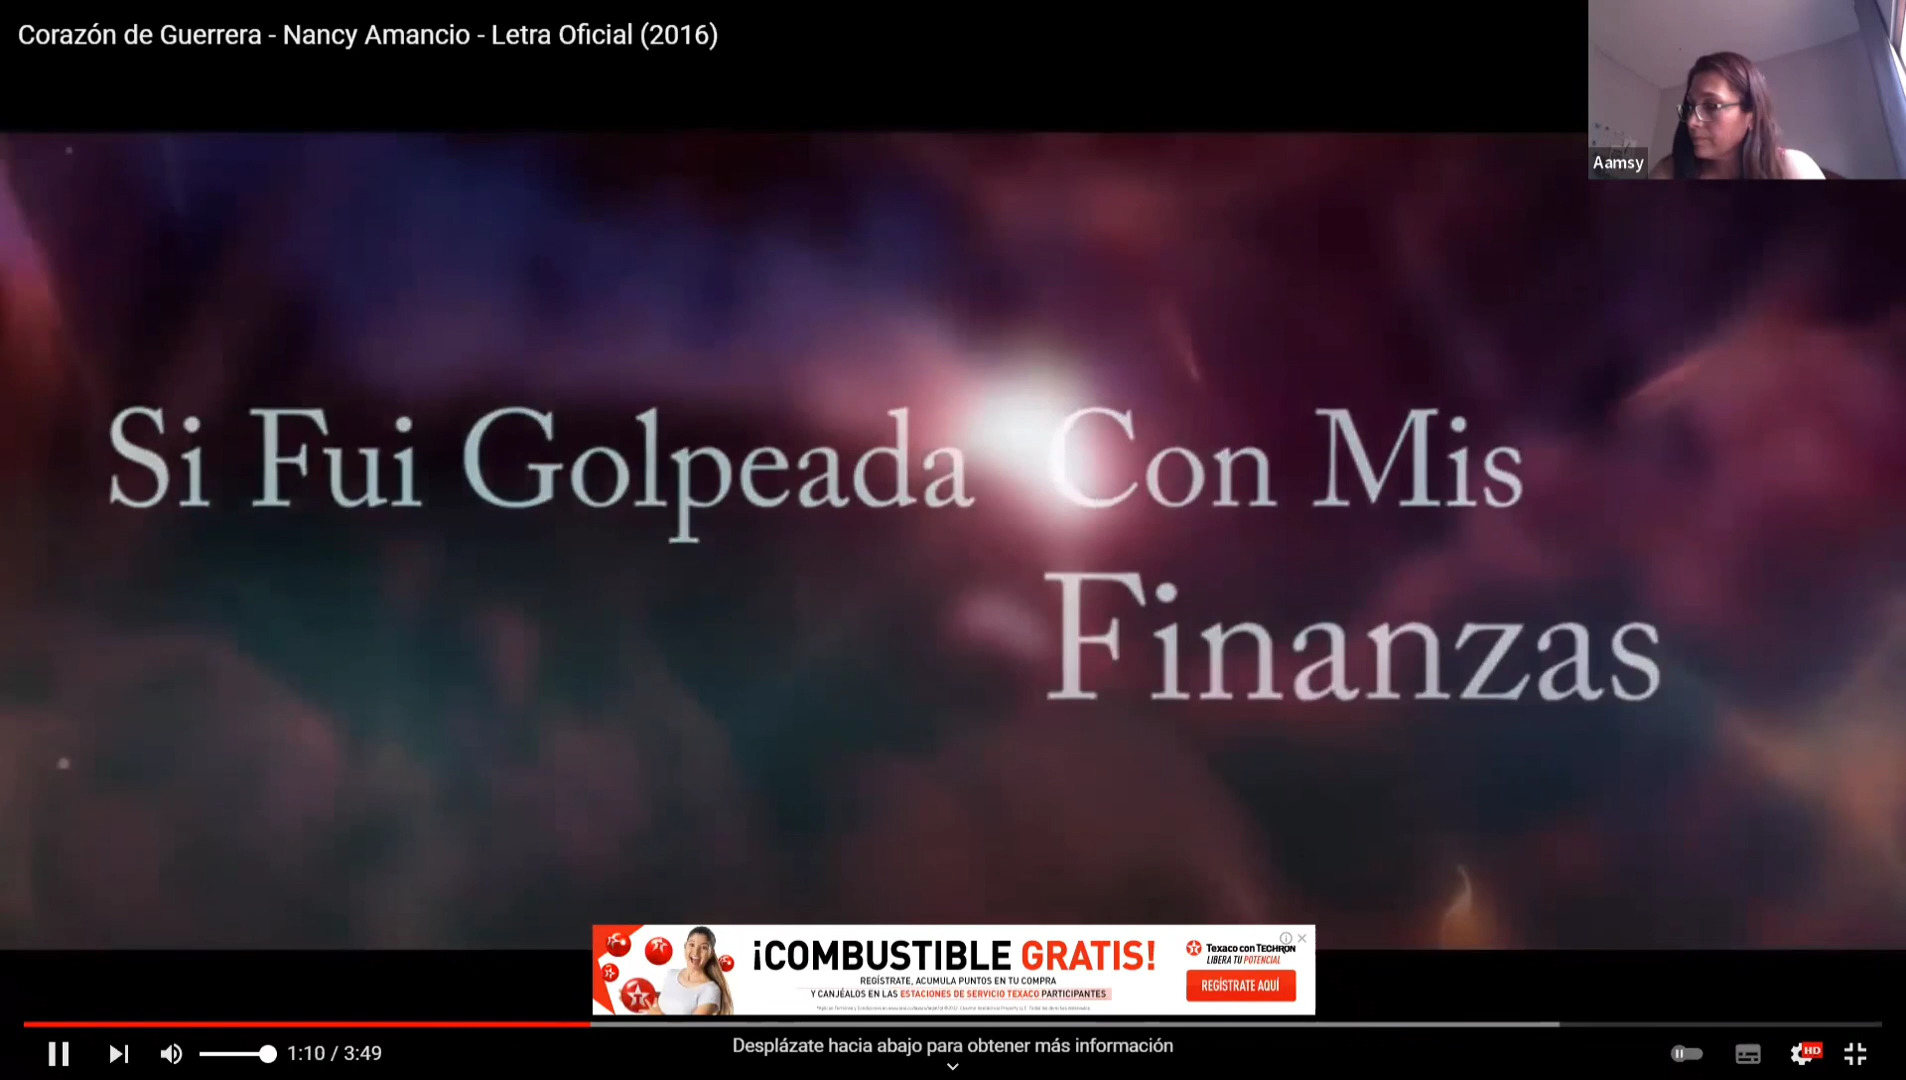 Corazón de Guerrera - Nancy Amancio - Letra Oficial (2016)
Aamsy
Si Fui Golpeada Con Mis
Finanzas
¡COMBUSTIBLE GRATIS!
REGÍSTRATE, ACUMULA PUNTOS EN TU COMPRA
Y CANJÉALOS EN LAS ESTACIONES DE SERVICIO TEXACO PARTICIPANTES
Texaco con TECHRON
LIBERA TU POTENCIAL
REGÍSTRATE AQUÍ
1:10 / 3:49
Desplázate hacia abajo para obtener más información
HD